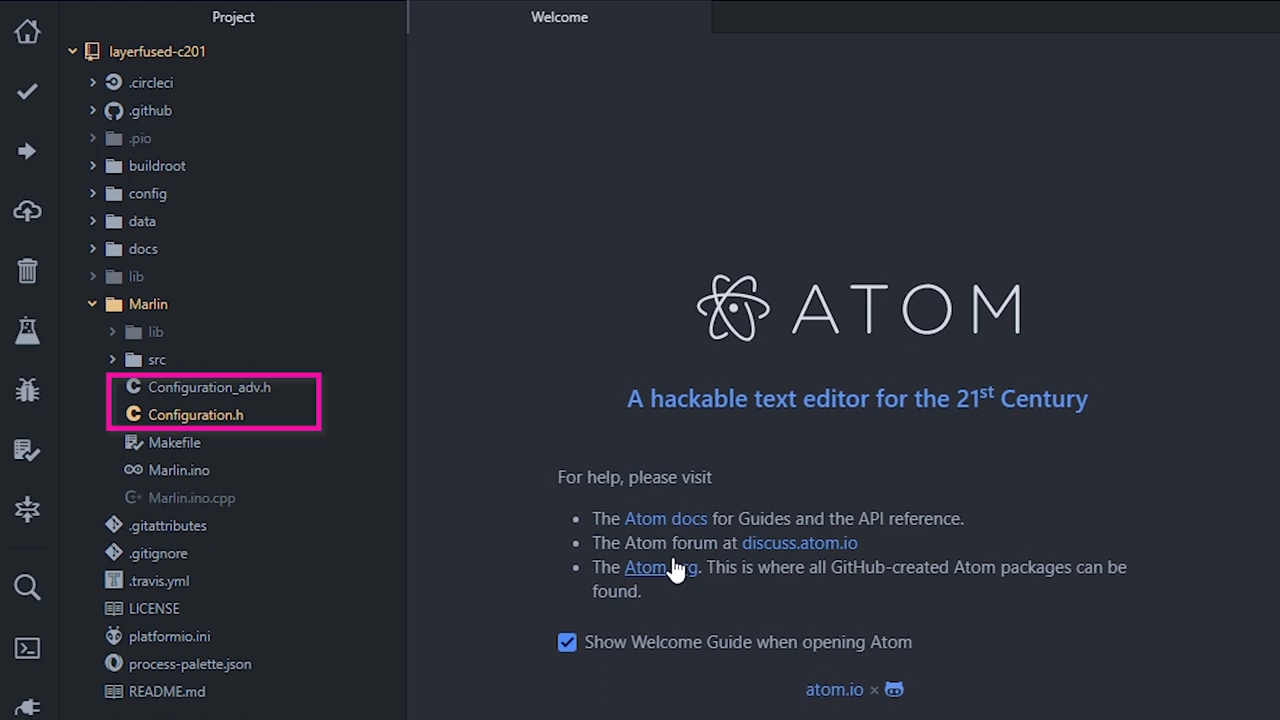 Project
layerfused-c201
.circleci
.github
.pio
buildroot
config
data
docs
lib
Marlin
lib
src
Configuration_adv.h
Configuration.h
Makefile
Marlin.ino
Marlin.ino.cpp
.gitattributes
.gitignore
.travis.yml
LICENSE
platformio.ini
process-palette.json
README.md
Welcome
ATOM
A hackable text editor for the 21st Century
For help, please visit
• The Atom docs for Guides and the API reference.
• The Atom forum at discuss.atom.io
• The Atom. This is where all GitHub-created Atom packages can be
found.
Show Welcome Guide when opening Atom
atom.io ×